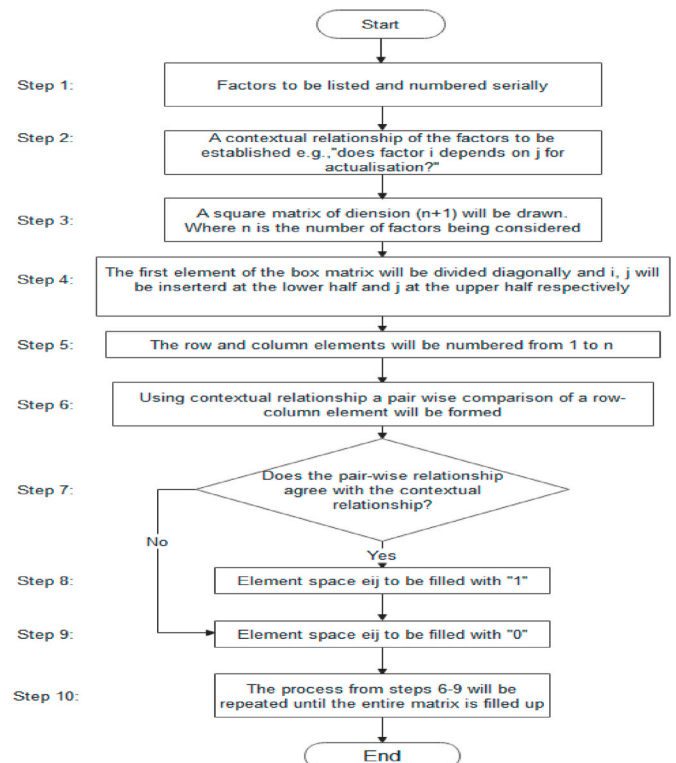 Start
Step 1:
Factors to be listed and numbered serially
Step 2:
A contextual relationship of the factors to be
established e.g.,"does factor i depends on j for
actualisation?"
Step 3:
A square matrix of diension (n+1) will be drawn.
Where n is the number of factors being considered
Step 4:
The first element of the box matrix will be divided diagonally and i, j will
be inserterd at the lower half and j at the upper half respectively
Step 5:
The row and column elements will be numbered from 1 to n
Step 6:
Using contextual relationship a pair wise comparison of a row-
column element will be formed
Step 7:
Does the pair-wise relationship
agree with the contextual
relationship?
No
Yes
Step 8:
Element space eij to be filled with "1"
Step 9:
Element space eij to be filled with "0"
Step 10:
The process from steps 6-9 will be
repeated until the entire matrix is filled up
End